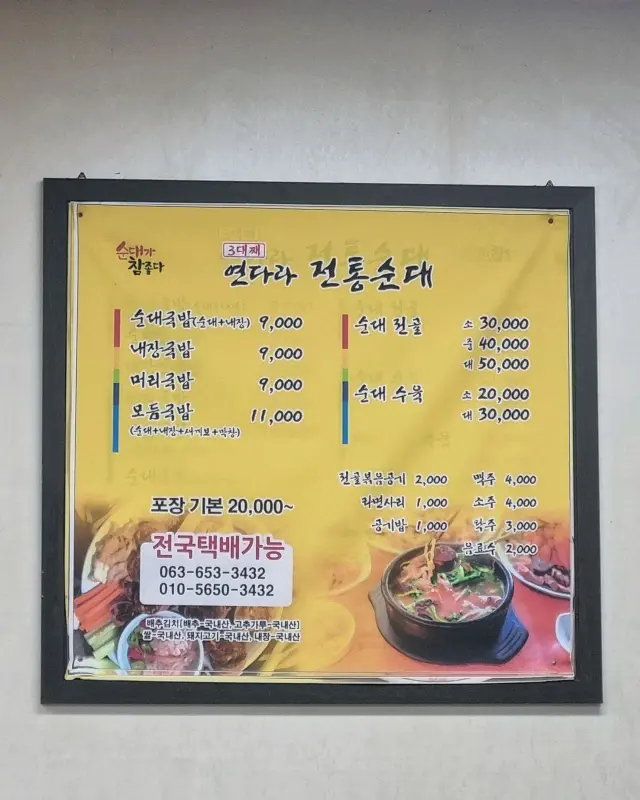 순대가
참좋다
3대째
연다라 전통순대
순대국밥(순대+내장) 9,000
내장국밥 9,000
머리국밥 9,000
모듬국밥 11,000
(순대+내장+새끼보+막창)
순대 전골 소 30,000
중 40,000
대 50,000
순대 수육 소 20,000
대 30,000
전골볶음공기 2,000
라면사리 1,000
공기밥 1,000
맥주 4,000
소주 4,000
탁주 3,000
음료수 2,000
포장 기본 20,000~
전국택배가능
063-653-3432
010-5650-3432
배추김치[배추-국내산, 고추가루-국내산]
쌀-국내산, 돼지고기-국내산, 내장-국내산